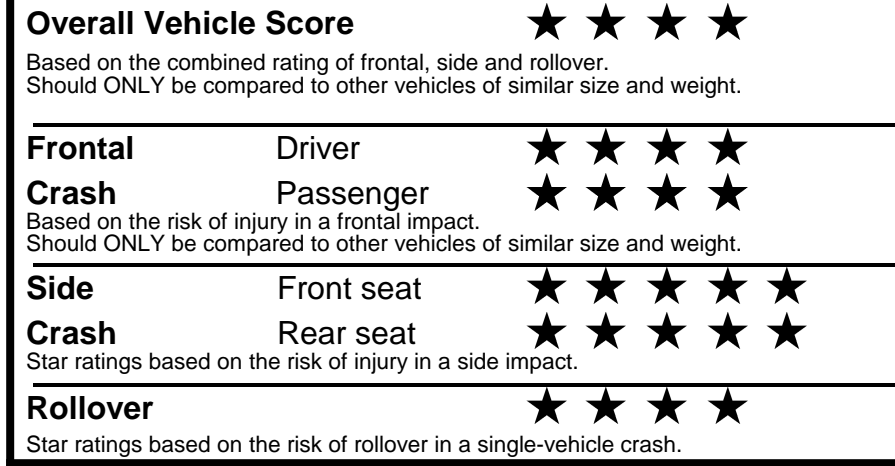 Overall Vehicle Score ★ ★ ★ ★
Based on the combined rating of frontal, side and rollover.
Should ONLY be compared to other vehicles of similar size and weight.
Frontal Driver ★ ★ ★ ★
Crash Passenger ★ ★ ★ ★
Based on the risk of injury in a frontal impact.
Should ONLY be compared to other vehicles of similar size and weight.
Side Front seat ★ ★ ★ ★ ★
Crash Rear seat ★ ★ ★ ★ ★
Star ratings based on the risk of injury in a side impact.
Rollover ★ ★ ★ ★
Star ratings based on the risk of rollover in a single-vehicle crash.